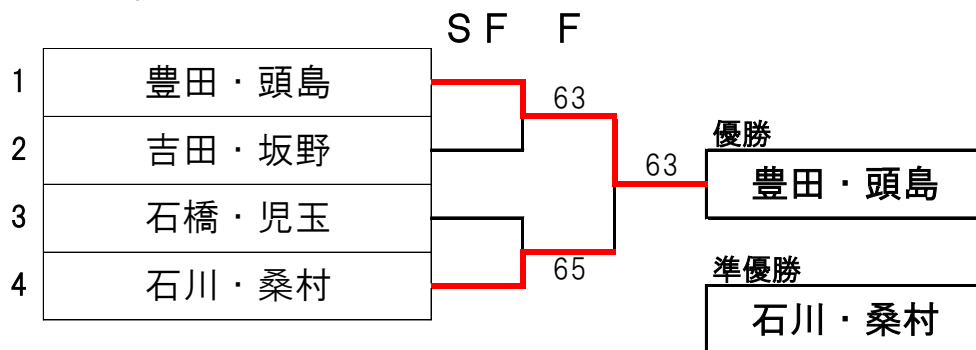 ＳＦ Ｆ
1 豊田・頭島
63
2 吉田・坂野
優勝
63
豊田・頭島
3 石橋・児玉
65
4 石川・桑村
準優勝
石川・桑村